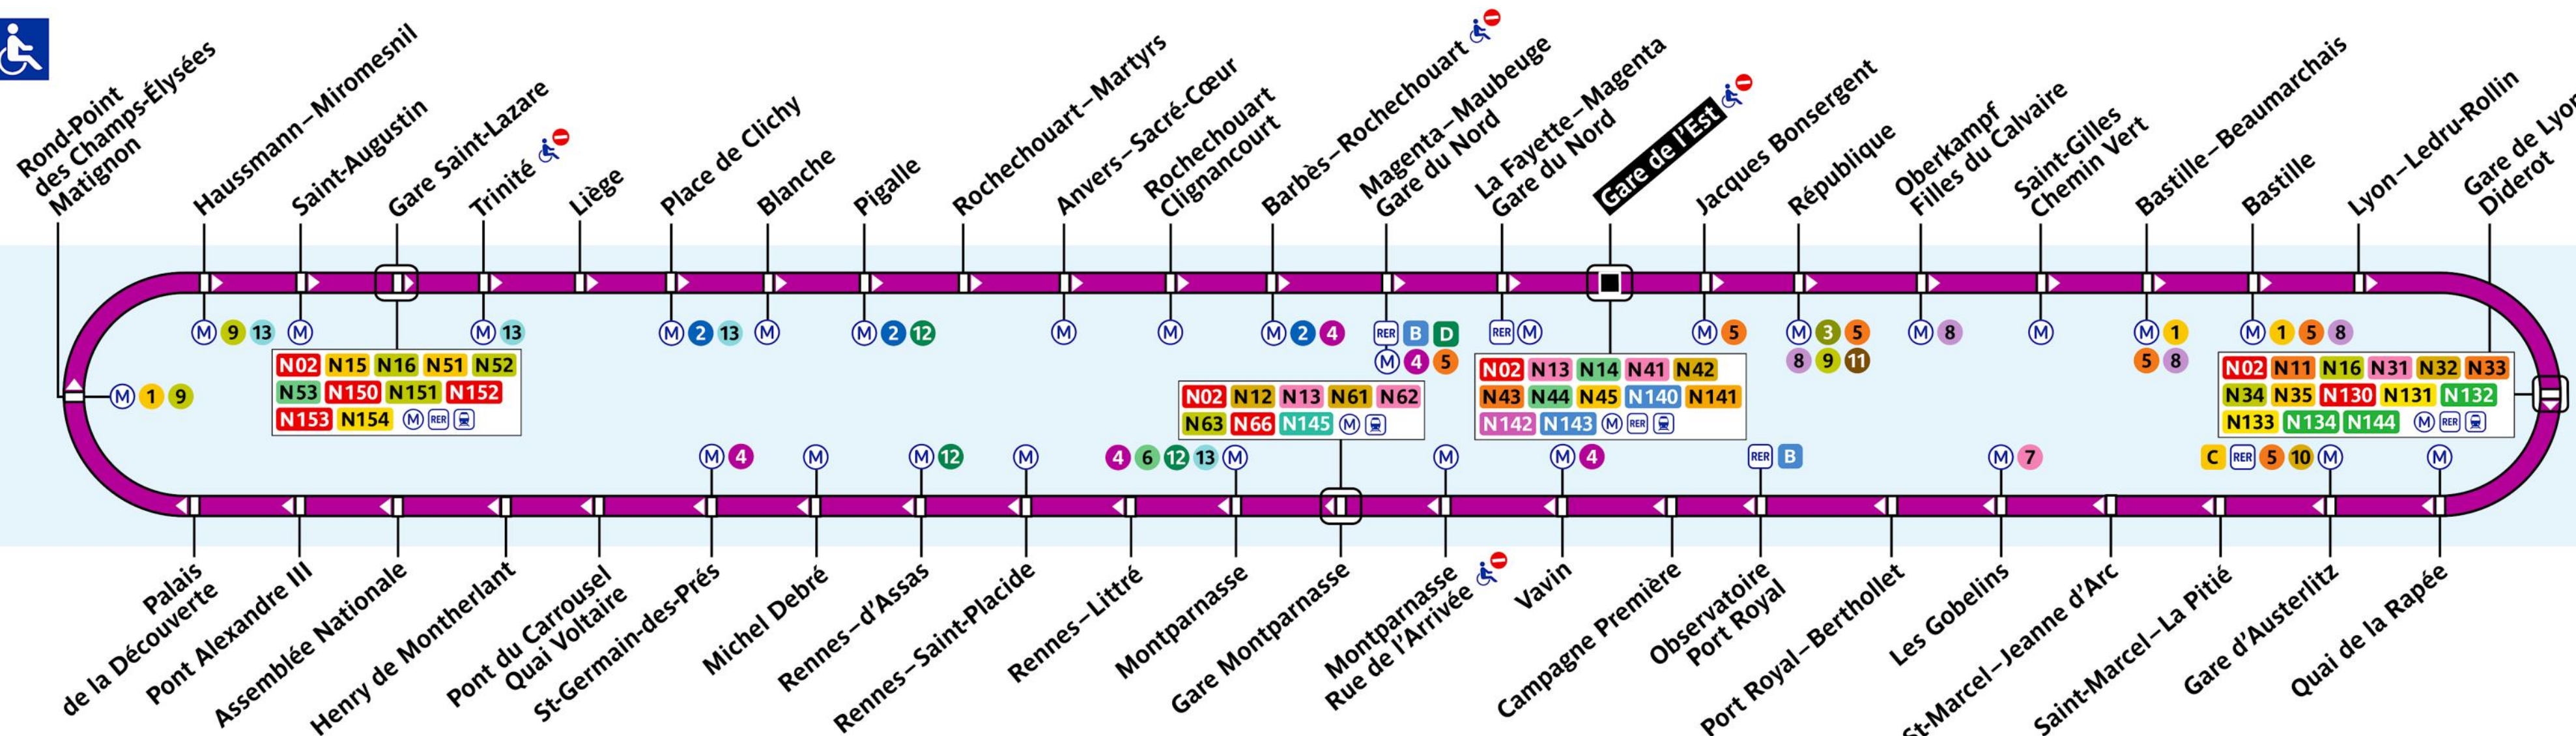 Rond-Point
des Champs-Élysées
Matignon
Haussmann–Miromesnil
Saint-Augustin
Gare Saint-Lazare
Trinité
Liège
Place de Clichy
Blanche
Pigalle
Rochechouart–Martyrs
Anvers–Sacré-Cœur
Rochechouart
Clignancourt
Barbès–Rochechouart
Magenta–Maubeuge
Gare du Nord
La Fayette–Magenta
Gare du Nord
Gare de l'Est
Jacques Bonsergent
République
Oberkampf
Filles du Calvaire
Saint-Gilles
Chemin Vert
Bastille–Beaumarchais
Bastille
Lyon–Ledru-Rollin
Gare de Lyon
Diderot
M 9 13
M
M 13
M 2 13
M
M 2 12
M
M
M 2 4
RER B D
M 4 5
RER M
M 5
M 3 5
8 9 11
M 8
M
M 1
5 8
M 1 5 8
M 1 9
N02 N15 N16 N51 N52
N53 N150 N151 N152
N153 N154 M RER
N02 N12 N13 N61 N62
N63 N66 N145 M
N02 N13 N14 N41 N42
N43 N44 N45 N140 N141
N142 N143 M RER
N02 N11 N16 N31 N32 N33
N34 N35 N130 N131 N132
N133 N134 N144 M RER
M 4
M
M 12
M
4 6 12 13 M
M
M 4
RER B
M 7
C RER 5 10 M
M
Palais
de la Découverte
Pont Alexandre III
Assemblée Nationale
Henry de Montherlant
Pont du Carrousel
Quai Voltaire
St-Germain-des-Prés
Michel Debré
Rennes–d'Assas
Rennes–Saint-Placide
Rennes–Littré
Montparnasse
Gare Montparnasse
Montparnasse
Rue de l'Arrivée
Vavin
Campagne Première
Observatoire
Port Royal
Port Royal–Berthollet
Les Gobelins
St-Marcel–Jeanne d'Arc
Saint-Marcel–La Pitié
Gare d'Austerlitz
Quai de la Rapée